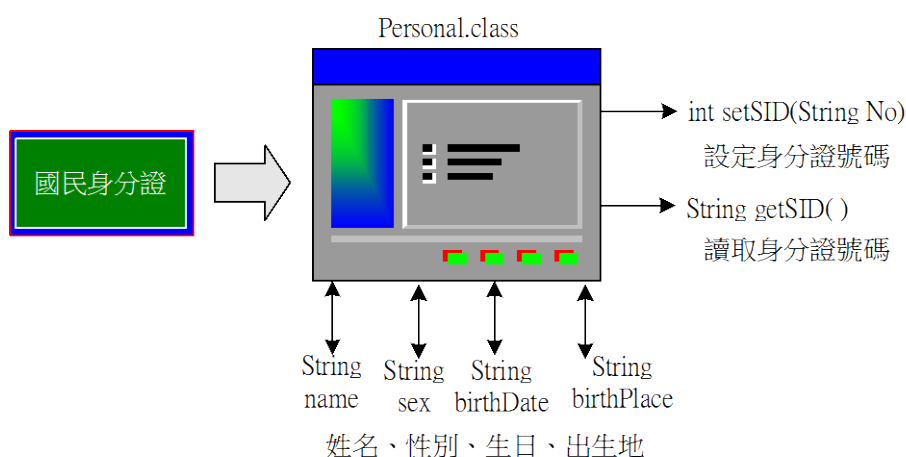 Personal.class
國民身分證
int setSID(String No)
設定身分證號碼
String getSID( )
讀取身分證號碼
String name
String sex
String birthDate
String birthPlace
姓名、性別、生日、出生地